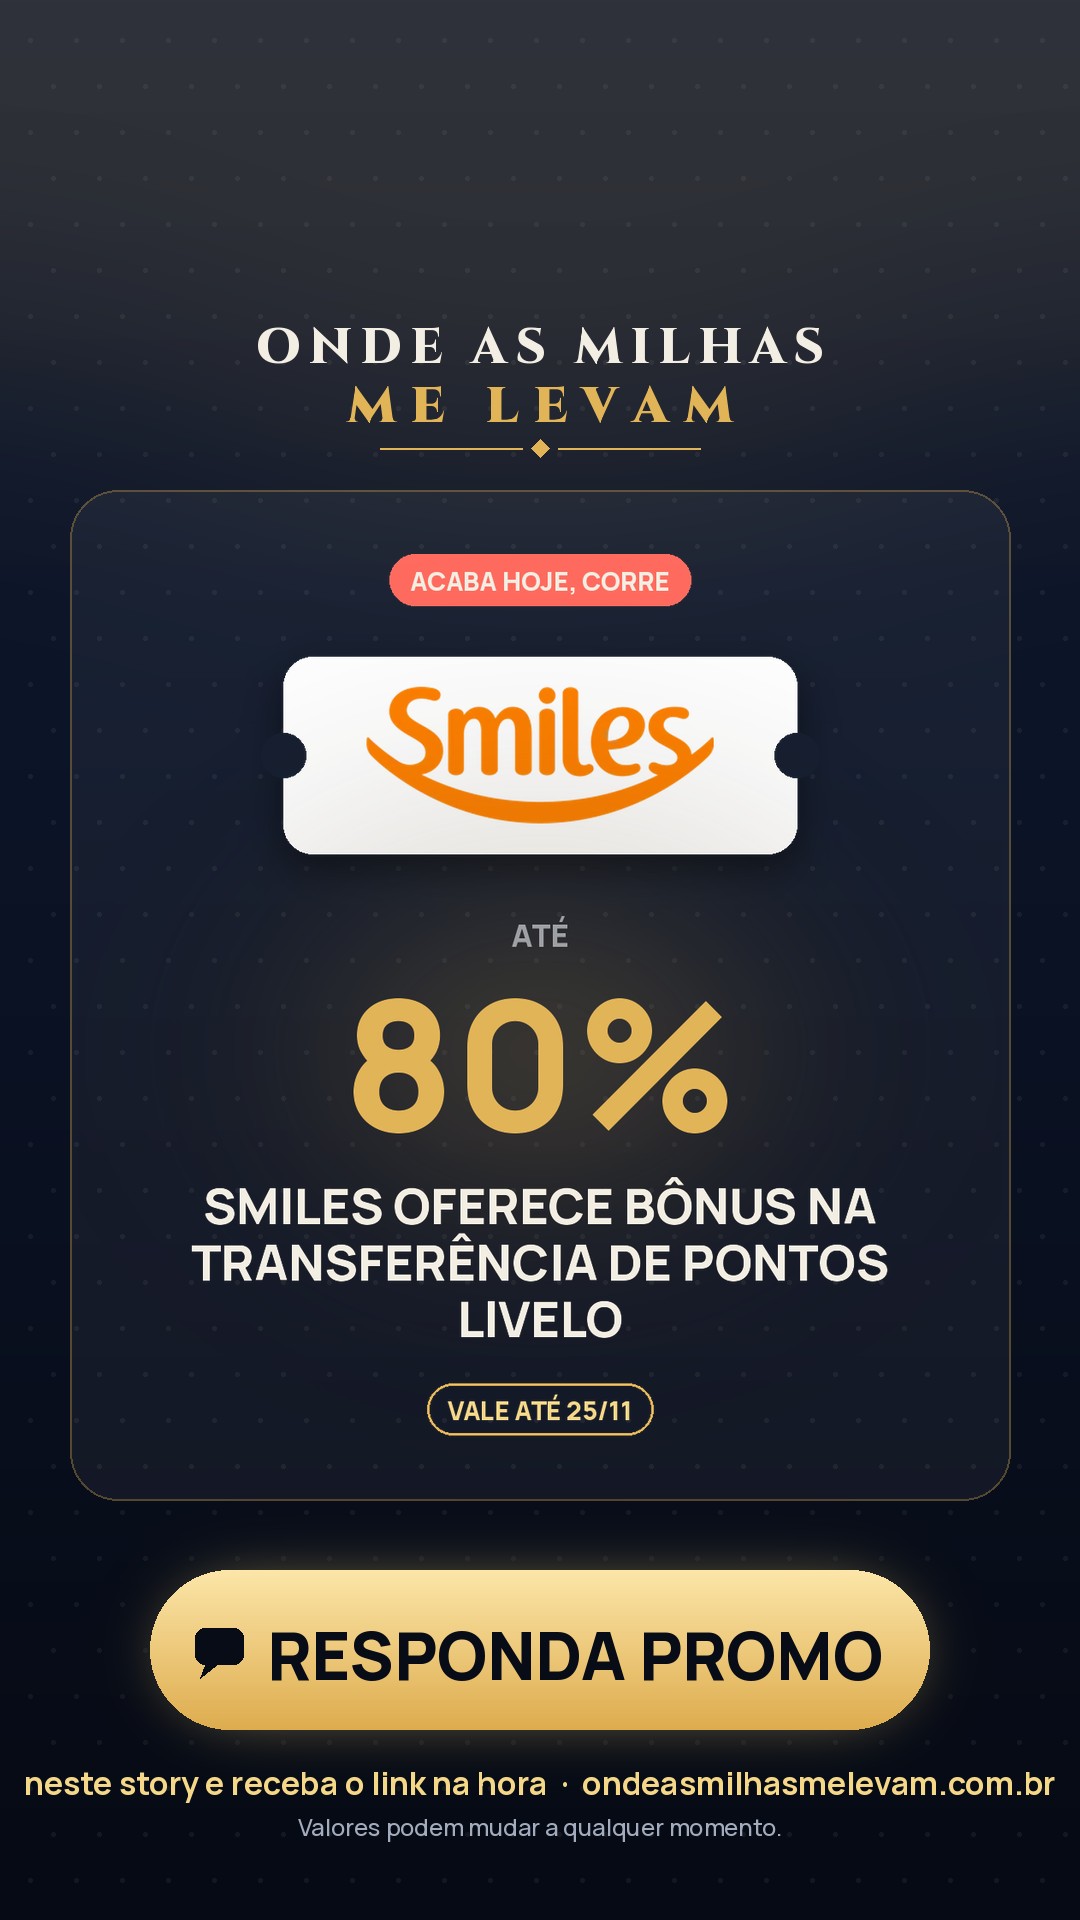 ONDE AS MILHAS
ME LEVAM
ACABA HOJE, CORRE
Smiles
ATÉ
80%
SMILES OFERECE BÔNUS NA
TRANSFERÊNCIA DE PONTOS
LIVELO
VALE ATÉ 25/11
RESPONDA PROMO
neste story e receba o link na hora · ondeasmilhasmelevam.com.br
Valores podem mudar a qualquer momento.